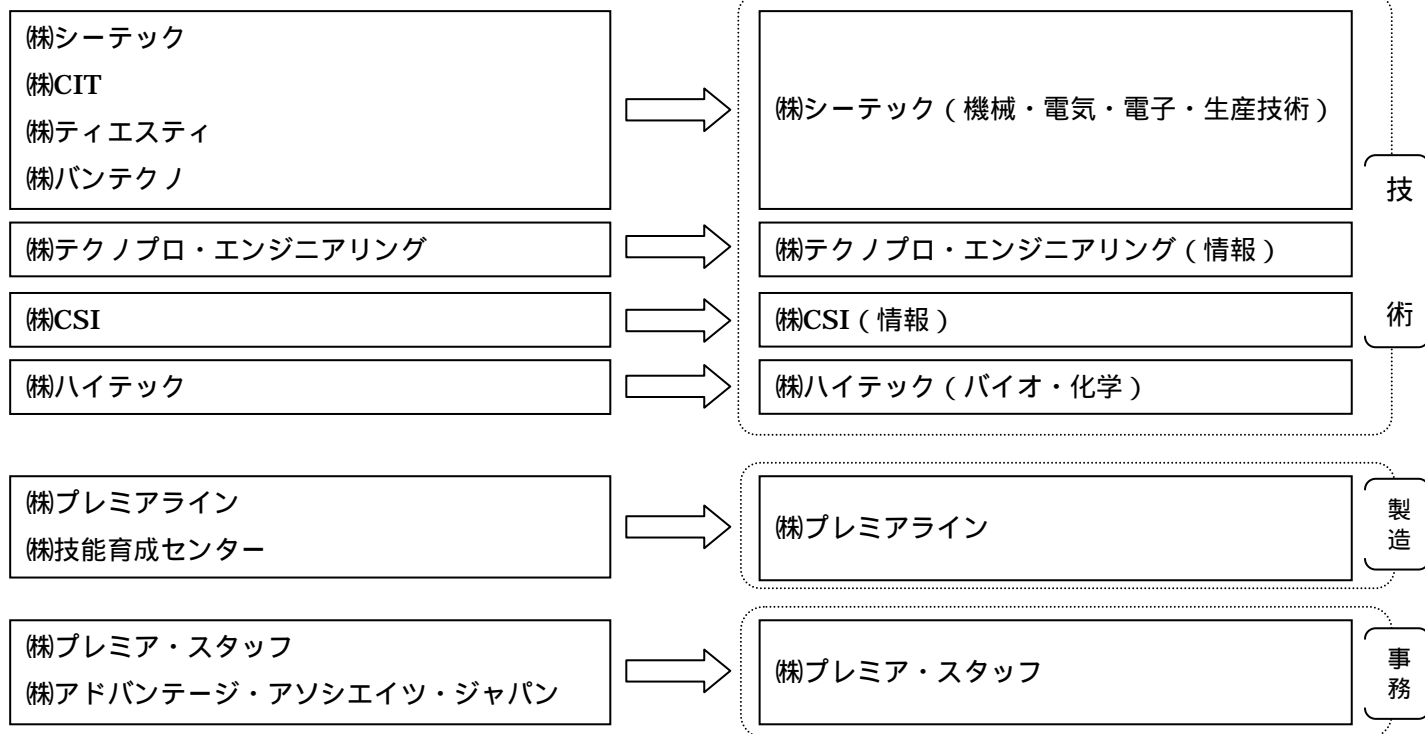 ㈱シーテック
㈱CIT
㈱ティエスティ
㈱バンテクノ
㈱シーテック（機械・電気・電子・生産技術）
㈱テクノプロ・エンジニアリング
㈱テクノプロ・エンジニアリング（情報）
㈱CSI
㈱CSI（情報）
㈱ハイテック
㈱ハイテック（バイオ・化学）
技術
㈱プレミアライン
㈱技能育成センター
㈱プレミアライン
製造
㈱プレミア・スタッフ
㈱アドバンテージ・アソシエイツ・ジャパン
㈱プレミア・スタッフ
事務